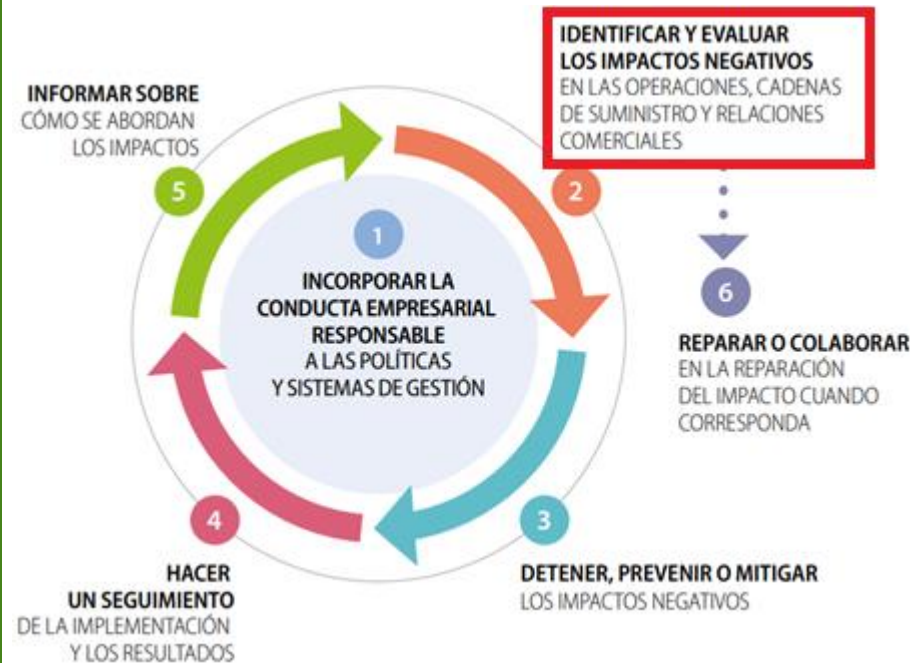 IDENTIFICAR Y EVALUAR
LOS IMPACTOS NEGATIVOS
EN LAS OPERACIONES, CADENAS
DE SUMINISTRO Y RELACIONES
COMERCIALES
INFORMAR SOBRE
CÓMO SE ABORDAN
LOS IMPACTOS
5
2
1
INCORPORAR LA
CONDUCTA EMPRESARIAL
RESPONSABLE
A LAS POLÍTICAS
Y SISTEMAS DE GESTIÓN
6
REPARAR O COLABORAR
EN LA REPARACIÓN
DEL IMPACTO CUANDO
CORRESPONDA
4
HACER
UN SEGUIMIENTO
DE LA IMPLEMENTACIÓN
Y LOS RESULTADOS
3
DETENER, PREVENIR O MITIGAR
LOS IMPACTOS NEGATIVOS